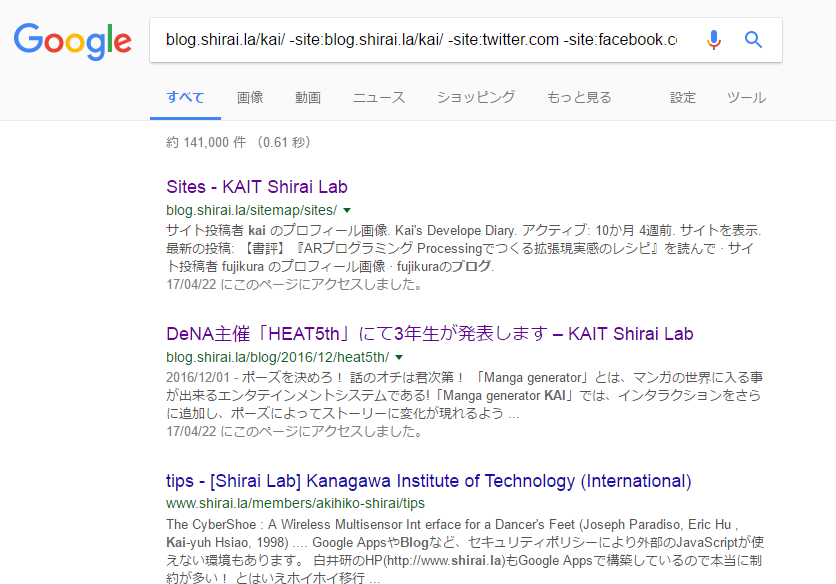 Google
blog.shirai.la/kai/ -site:blog.shirai.la/kai/ -site:twitter.com -site:facebook.c
すべて 画像 動画 ニュース ショッピング もっと見る 設定 ツール
約 141,000 件 （0.61 秒）
Sites - KAIT Shirai Lab
blog.shirai.la/sitemap/sites/
サイト投稿者 kai のプロフィール画像. Kai's Develope Diary. アクティブ: 10か月 4週前. サイトを表示.
最新の投稿: 【書評】『ARプログラミング Processingでつくる拡張現実感のレシピ』を読んで · サイ
ト投稿者 fujikura のプロフィール画像 · fujikuraのブログ.
17/04/22 にこのページにアクセスしました。
DeNA主催「HEAT5th」にて3年生が発表します – KAIT Shirai Lab
blog.shirai.la/blog/2016/12/heat5th/
2016/12/01 - ポーズを決めろ！ 話のオチは君次第！ 「Manga generator」とは、マンガの世界に入る事
が出来るエンタテインメントシステムである!「Manga generator KAI」では、インタラクションをさら
に追加し、ポーズによってストーリーに変化が現れるよう ...
17/04/22 にこのページにアクセスしました。
tips - [Shirai Lab] Kanagawa Institute of Technology (International)
www.shirai.la/members/akihiko-shirai/tips
The CyberShoe : A Wireless Multisensor Int erface for a Dancer's Feet (Joseph Paradiso, Eric Hu ,
Kai-yuh Hsiao, 1998) .... Google AppsやBlogなど、セキュリティポリシーにより外部のJavaScriptが使
えない環境もあります。 白井研のHP(http://www.shirai.la)もGoogle Appsで構築しているので本当に制
約が多い！ とはいえホイホイ移行 ...